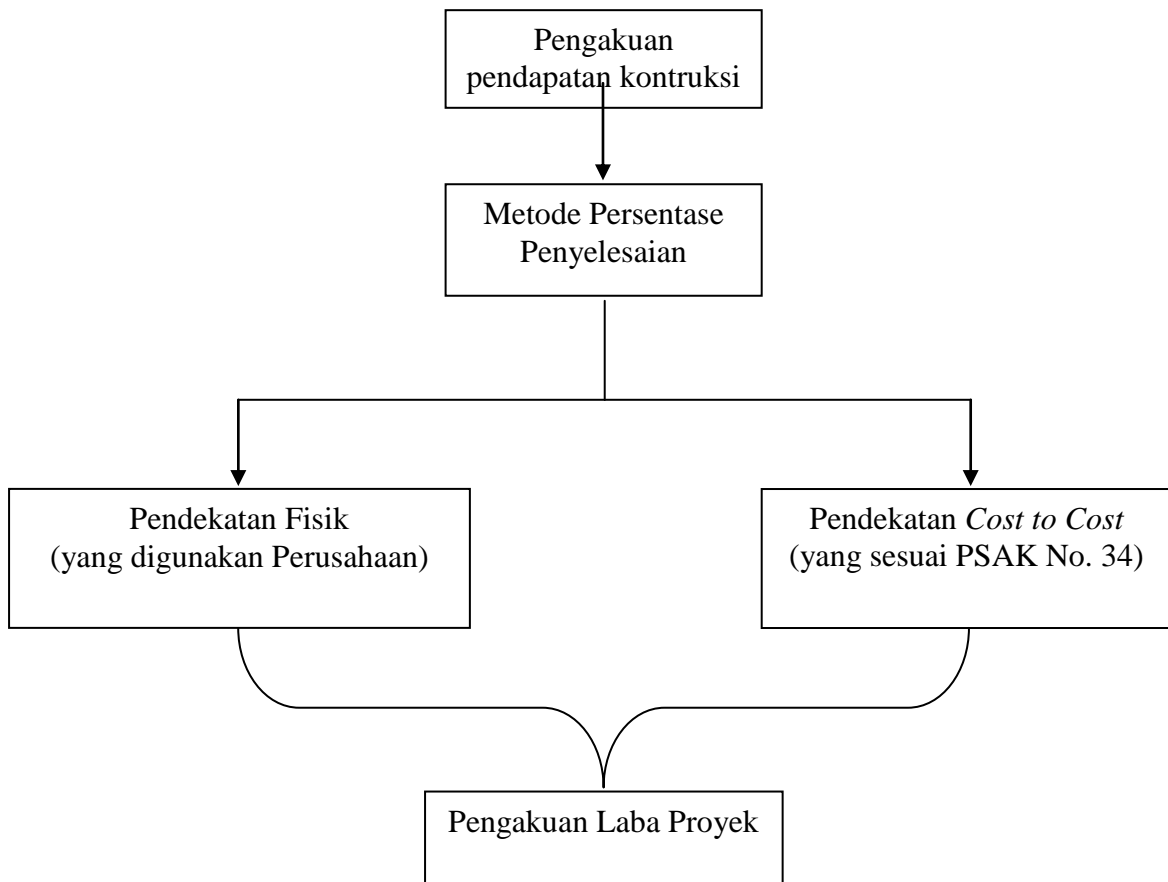 Pengakuan
pendapatan kontruksi
Metode Persentase
Penyelesaian
Pendekatan Fisik
(yang digunakan Perusahaan)
Pendekatan Cost to Cost
(yang sesuai PSAK No. 34)
Pengakuan Laba Proyek